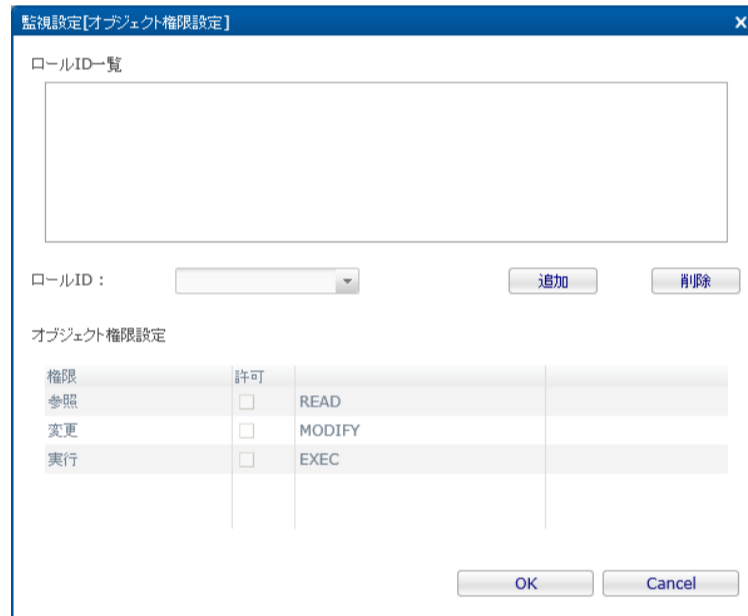 監視設定[オブジェクト権限設定]
ロールID一覧
ロールID：
追加
削除
オブジェクト権限設定
権限 許可
参照 READ
変更 MODIFY
実行 EXEC
OK Cancel